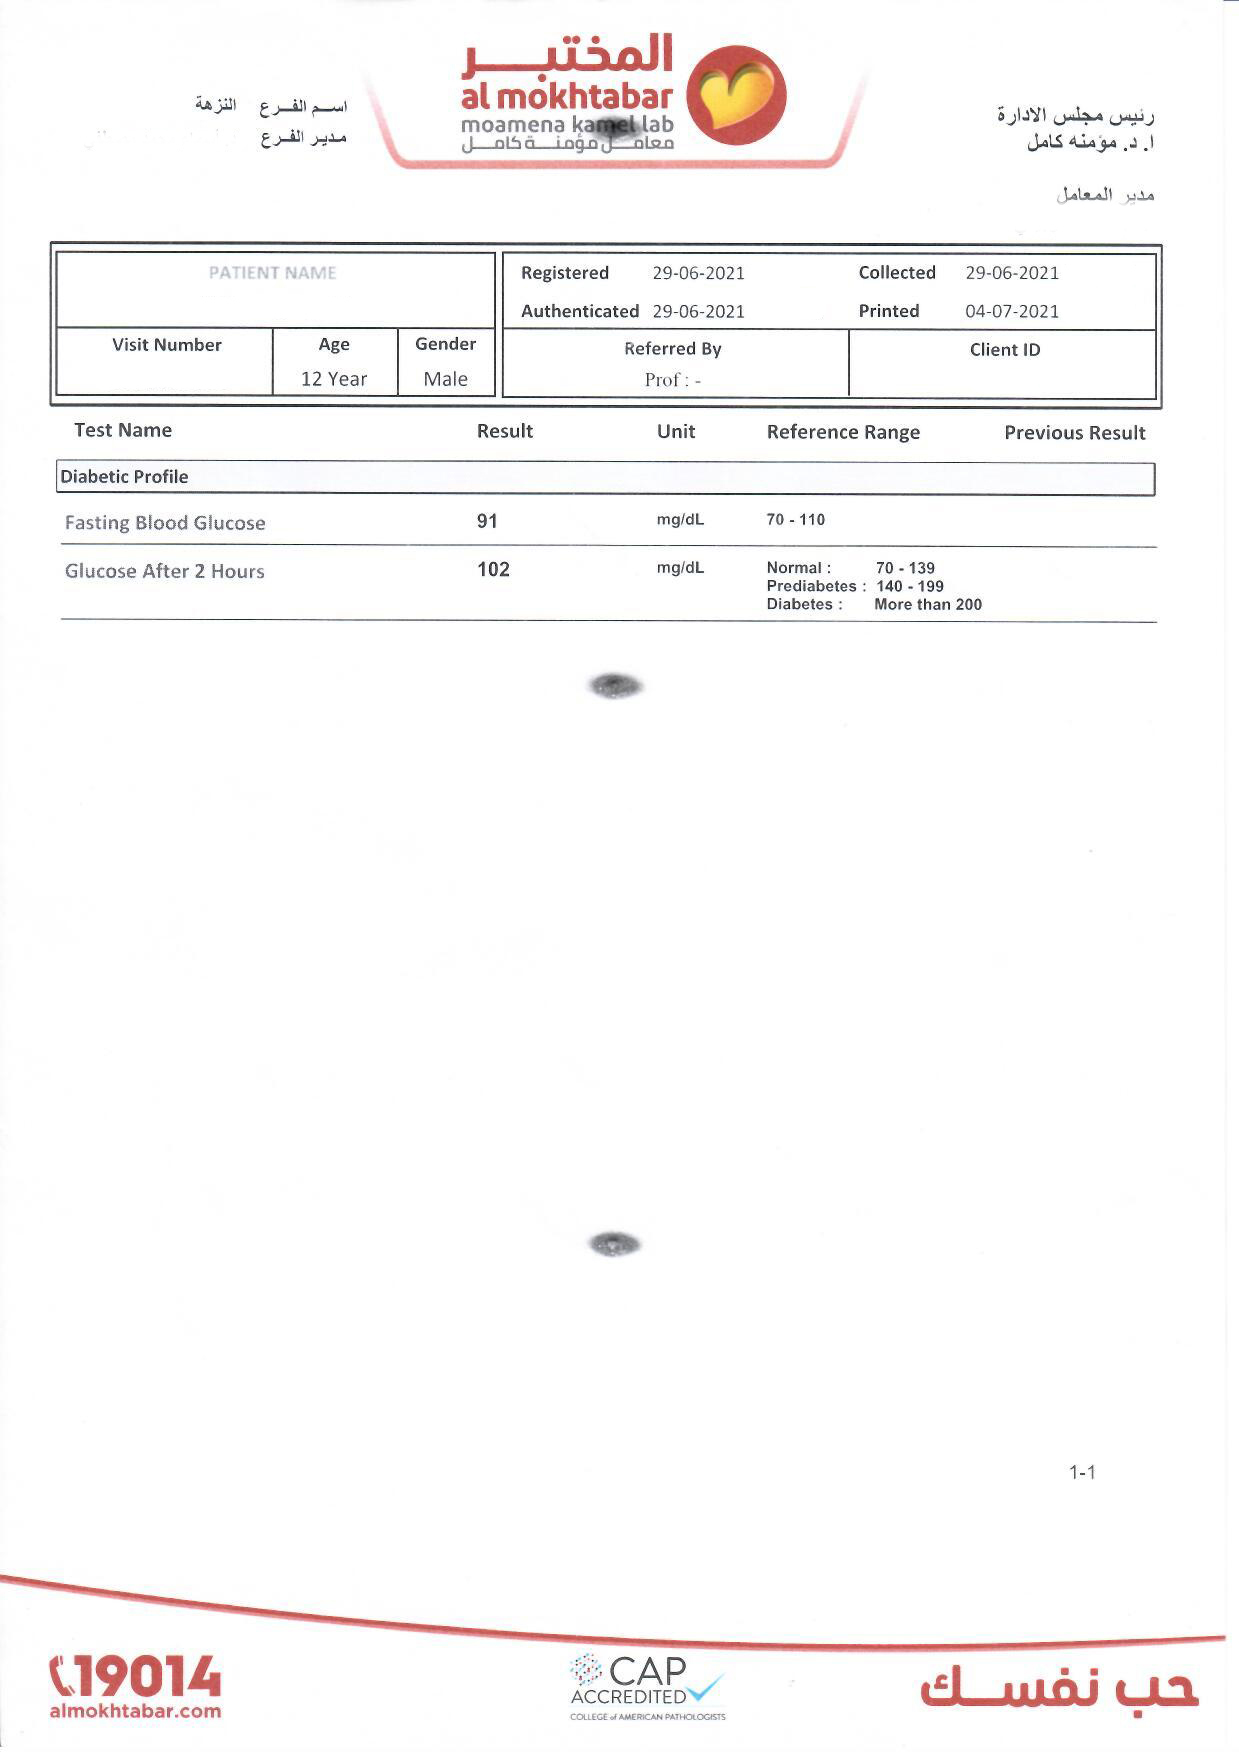 المختبر
al mokhtabar
moamena kamel lab
معامل مؤمنة كامل
اسم الفرع النزهة
مدير الفرع
رئيس مجلس الادارة
ا. د. مؤمنه كامل
مدير المعامل
PATIENT NAME
Registered 29-06-2021 Collected 29-06-2021
Authenticated 29-06-2021 Printed 04-07-2021
Visit Number Age Gender Referred By Client ID
12 Year Male Prof : -
Test Name Result Unit Reference Range Previous Result
Diabetic Profile
Fasting Blood Glucose 91 mg/dL 70 - 110
Glucose After 2 Hours 102 mg/dL Normal : 70 - 139
Prediabetes : 140 - 199
Diabetes : More than 200
1-1
19014
almokhtabar.com
CAP
ACCREDITED
COLLEGE of AMERICAN PATHOLOGISTS
حب نفسك